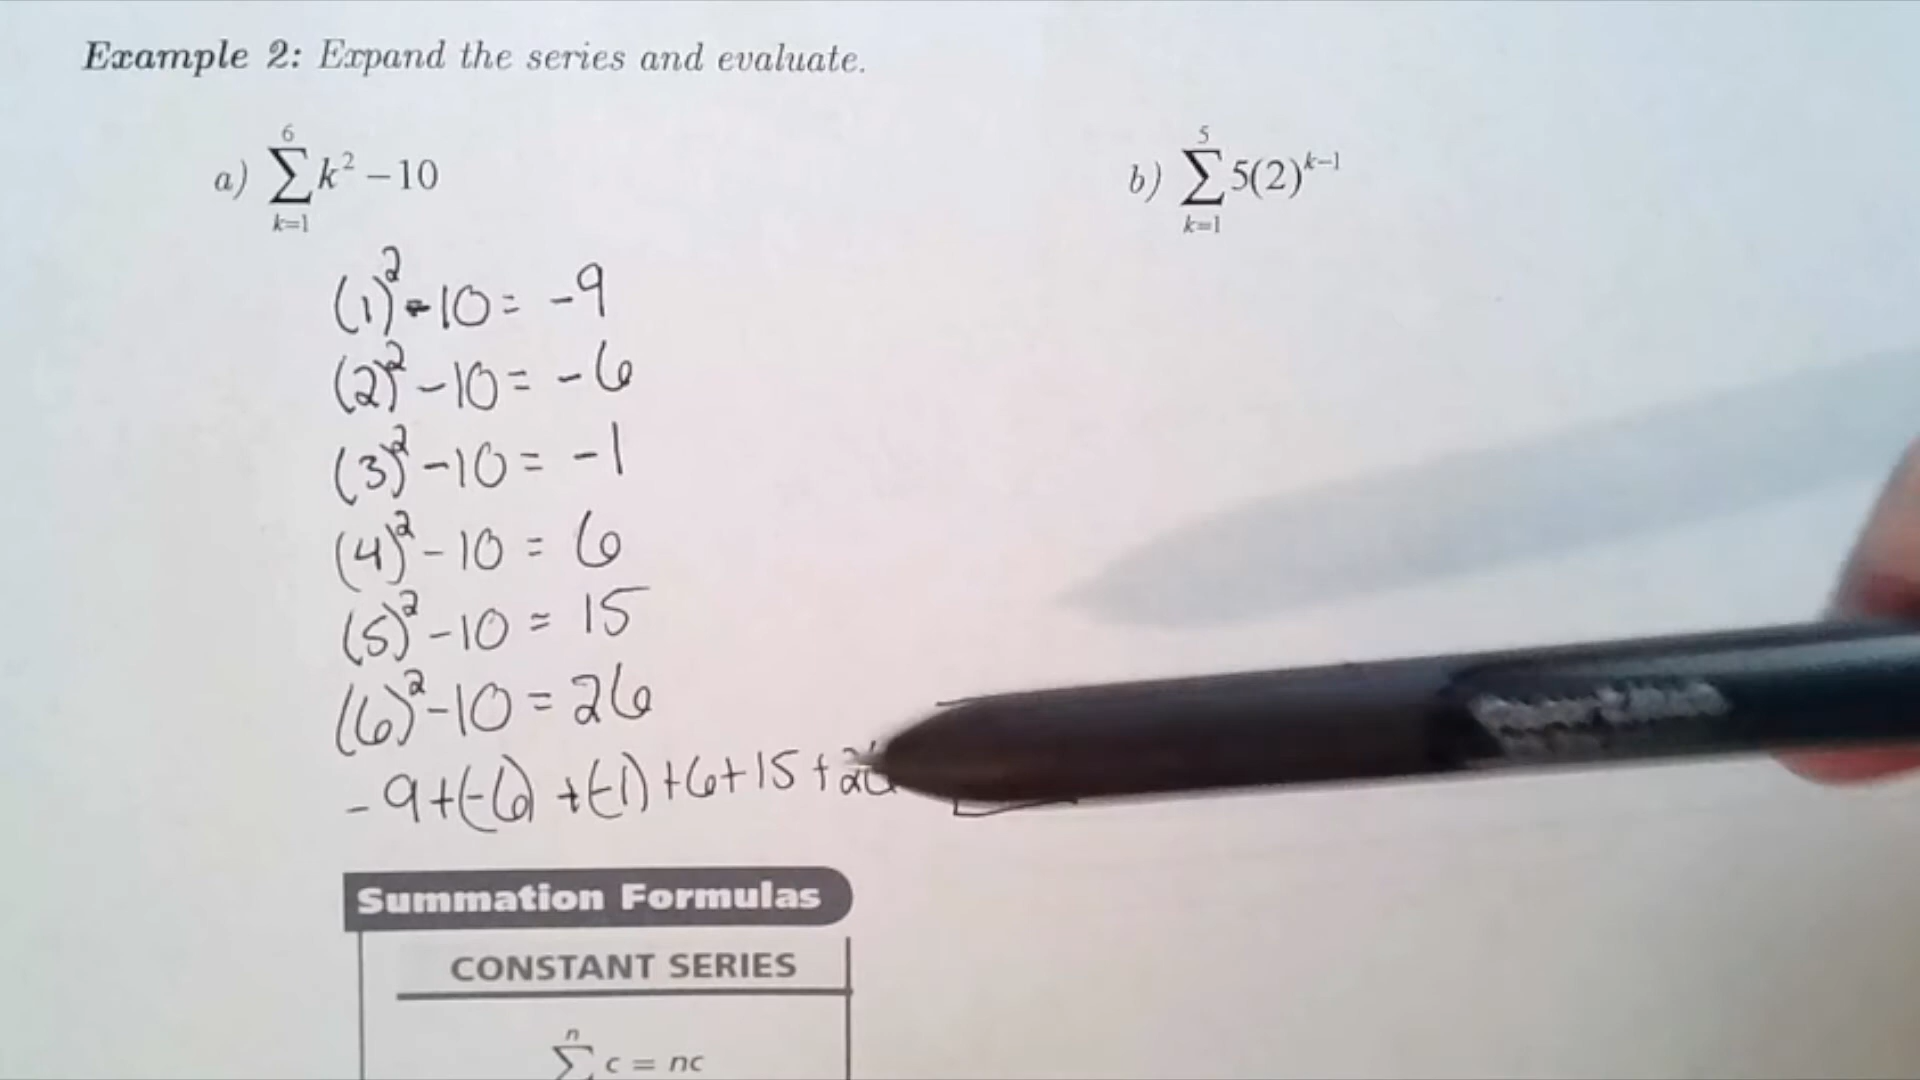 Example 2: Expand the series and evaluate.
a) 6 ∑ k=1 k² − 10
(1)² - 10 = -9
(2)² - 10 = -6
(3)² - 10 = -1
(4)² - 10 = 6
(5)² - 10 = 15
(6)² - 10 = 26
-9+(-6)+(-1)+6+15+26
b) 5 ∑ k=1 5(2)^(k−1)
Summation Formulas
CONSTANT SERIES
n ∑ c = nc